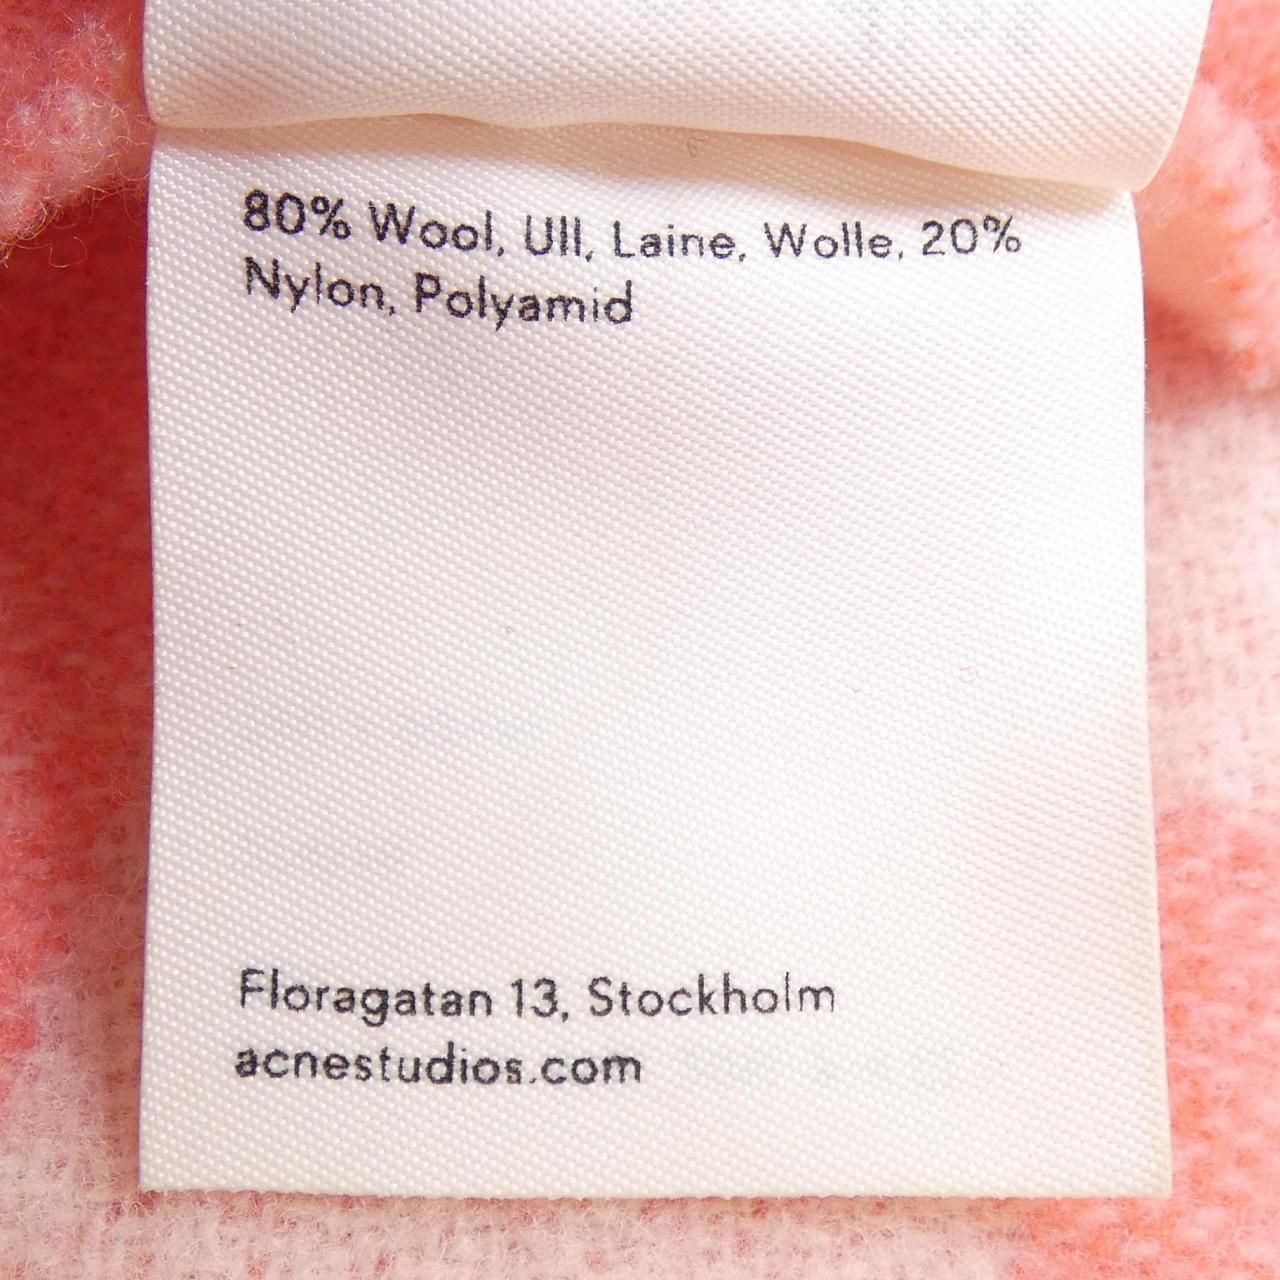 80% Wool, Ull, Laine, Wolle, 20%
Nylon, Polyamid
Floragatan 13, Stockholm
acnestudios.com